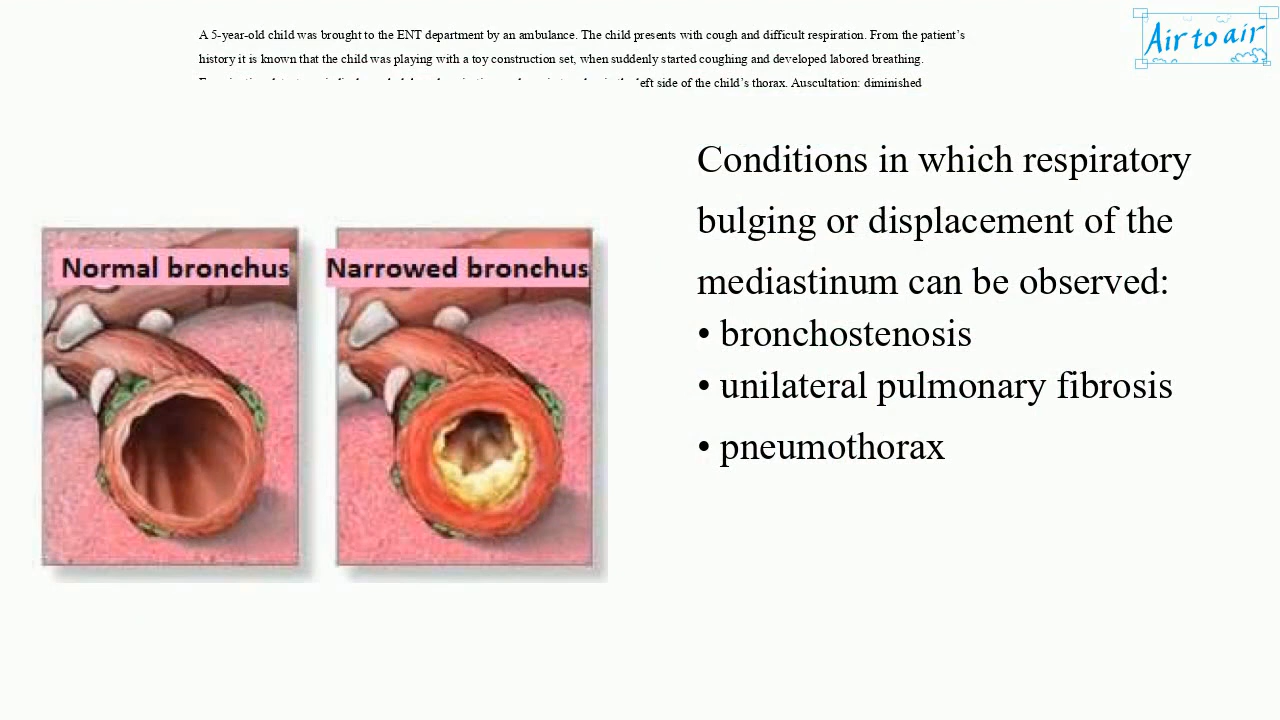 A 5-year-old child was brought to the ENT department by an ambulance. The child presents with cough and difficult respiration. From the patient's
history it is known that the child was playing with a toy construction set, when suddenly started coughing and developed labored breathing.
eft side of the child's thorax. Auscultation: diminished
Air to air
Conditions in which respiratory
bulging or displacement of the
mediastinum can be observed:
• bronchostenosis
• unilateral pulmonary fibrosis
• pneumothorax
Normal bronchus
Narrowed bronchus